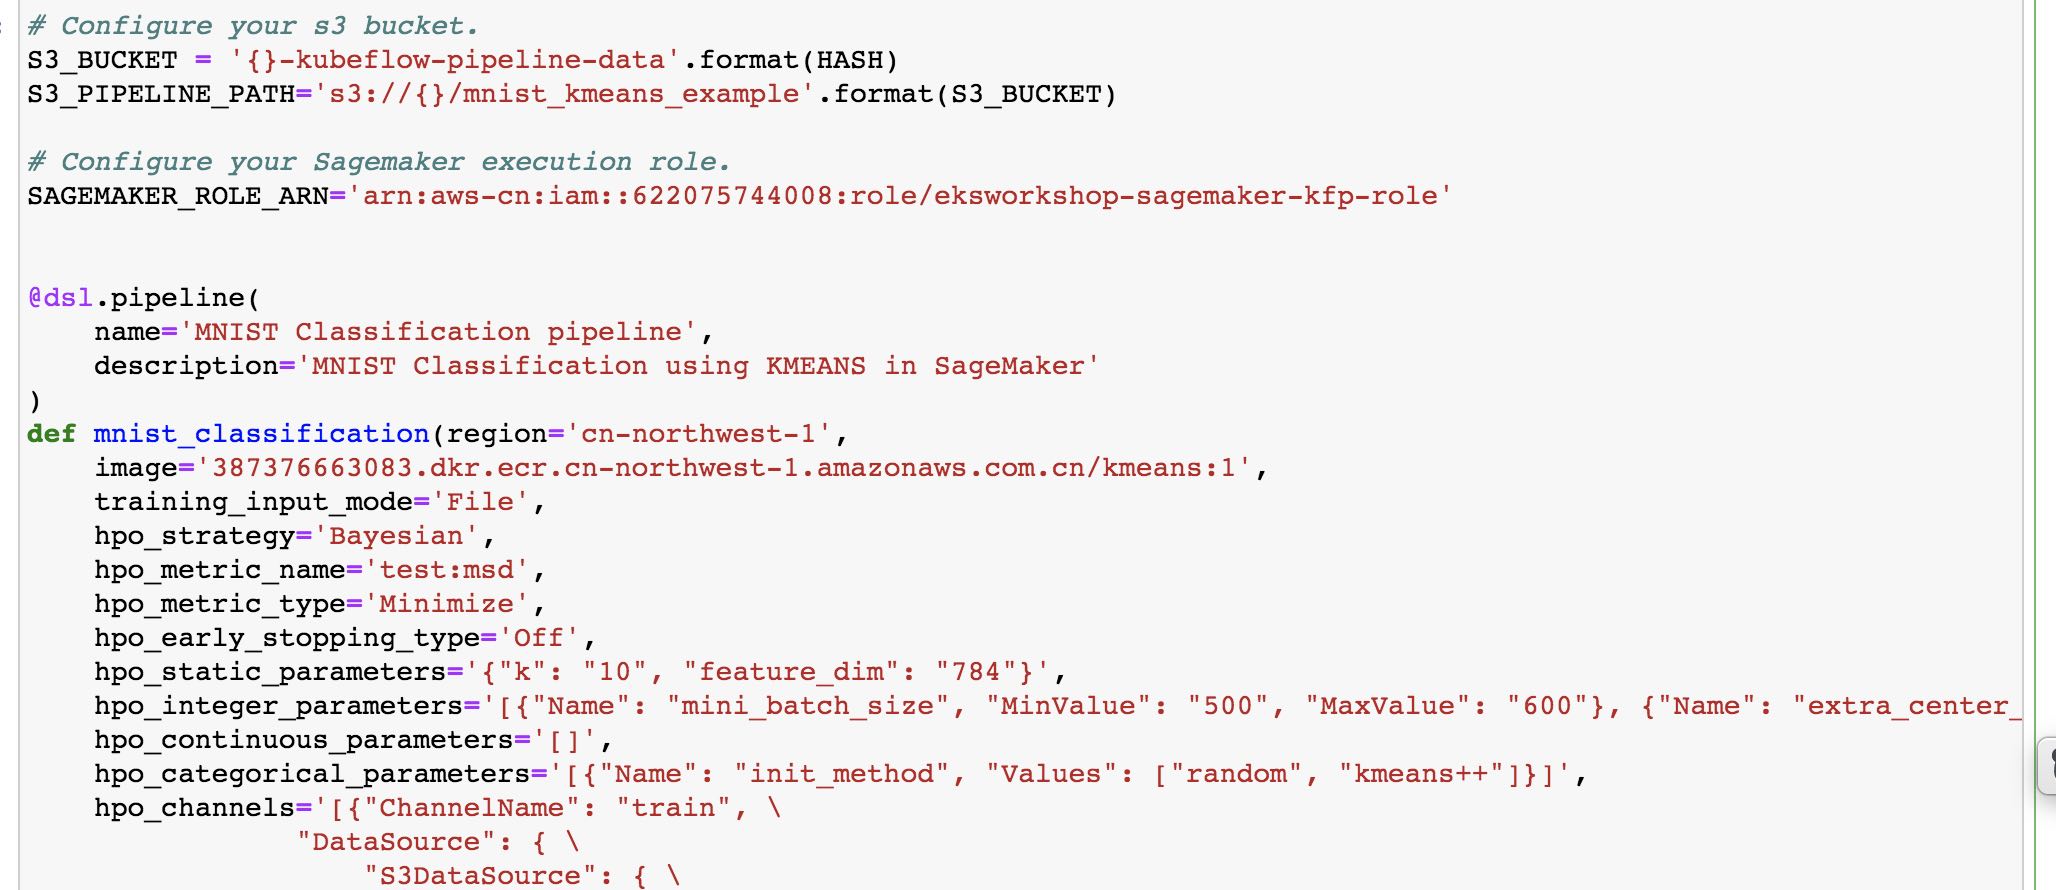 # Configure your s3 bucket.
S3_BUCKET = '{}-kubeflow-pipeline-data'.format(HASH)
S3_PIPELINE_PATH='s3://{}/mnist_kmeans_example'.format(S3_BUCKET)
# Configure your Sagemaker execution role.
SAGEMAKER_ROLE_ARN='arn:aws-cn:iam::622075744008:role/eksworkshop-sagemaker-kfp-role'
@dsl.pipeline(
    name='MNIST Classification pipeline',
    description='MNIST Classification using KMEANS in SageMaker'
)
def mnist_classification(region='cn-northwest-1',
    image='387376663083.dkr.ecr.cn-northwest-1.amazonaws.com.cn/kmeans:1',
    training_input_mode='File',
    hpo_strategy='Bayesian',
    hpo_metric_name='test:msd',
    hpo_metric_type='Minimize',
    hpo_early_stopping_type='Off',
    hpo_static_parameters='{"k": "10", "feature_dim": "784"}',
    hpo_integer_parameters='[{"Name": "mini_batch_size", "MinValue": "500", "MaxValue": "600"}, {"Name": "extra_center_
    hpo_continuous_parameters='[]',
    hpo_categorical_parameters='[{"Name": "init_method", "Values": ["random", "kmeans++"]}]',
    hpo_channels='[{"ChannelName": "train", \
                "DataSource": { \
                    "S3DataSource": { \